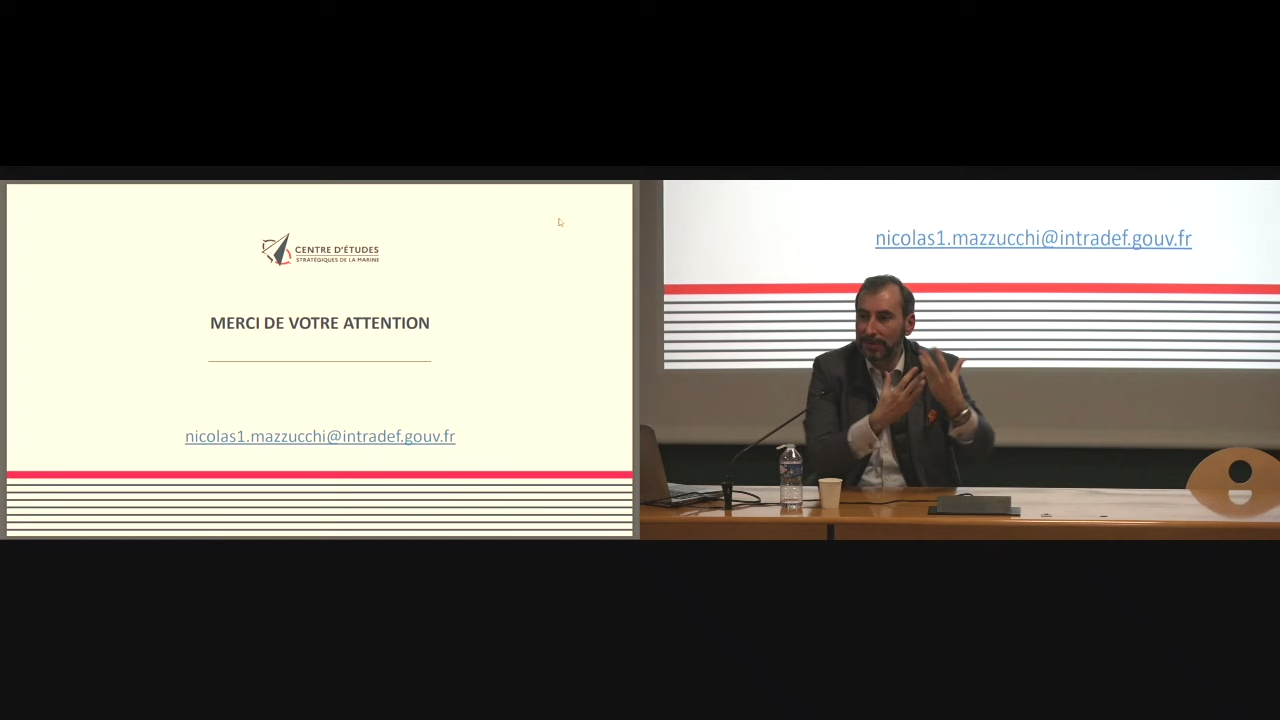 CENTRE D'ÉTUDES
STRATÉGIQUES DE LA MARINE
MERCI DE VOTRE ATTENTION
nicolas1.mazzucchi@intradef.gouv.fr
nicolas1.mazzucchi@intradef.gouv.fr